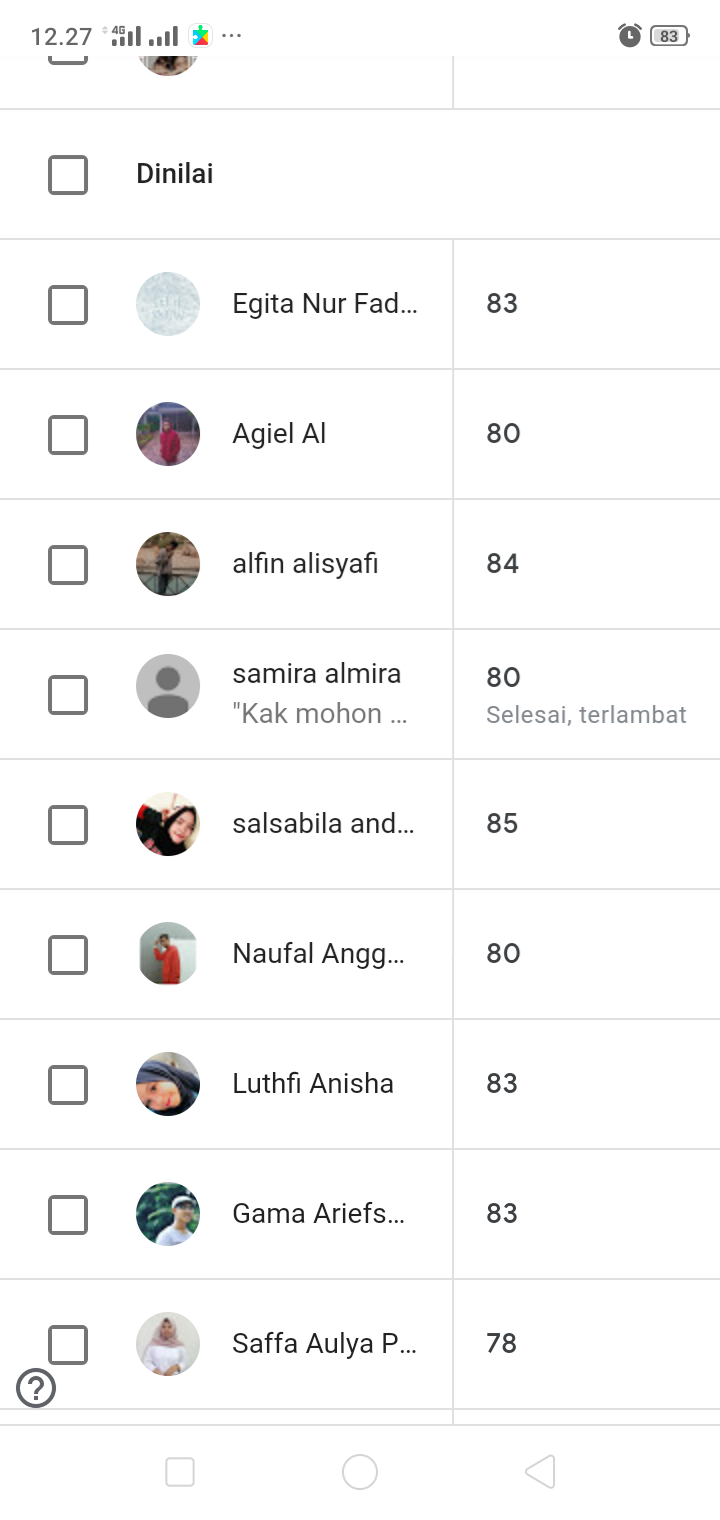 12.27 4G 83
Dinilai
Egita Nur Fad... 83
Agiel Al 80
alfin alisyafi 84
samira almira 80
"Kak mohon ... Selesai, terlambat
salsabila and... 85
Naufal Angg... 80
Luthfi Anisha 83
Gama Ariefs... 83
Saffa Aulya P... 78
?